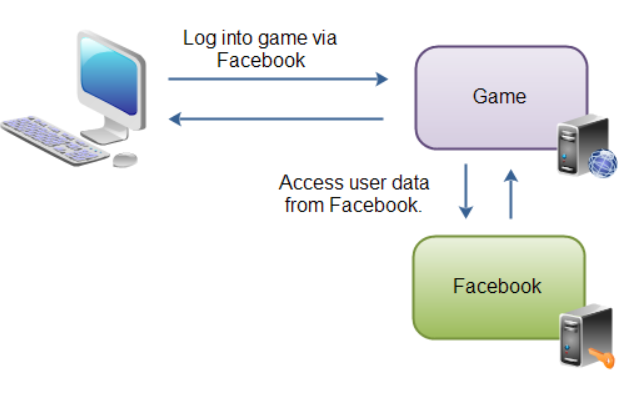 Log into game via
Facebook
Game
Access user data
from Facebook.
Facebook